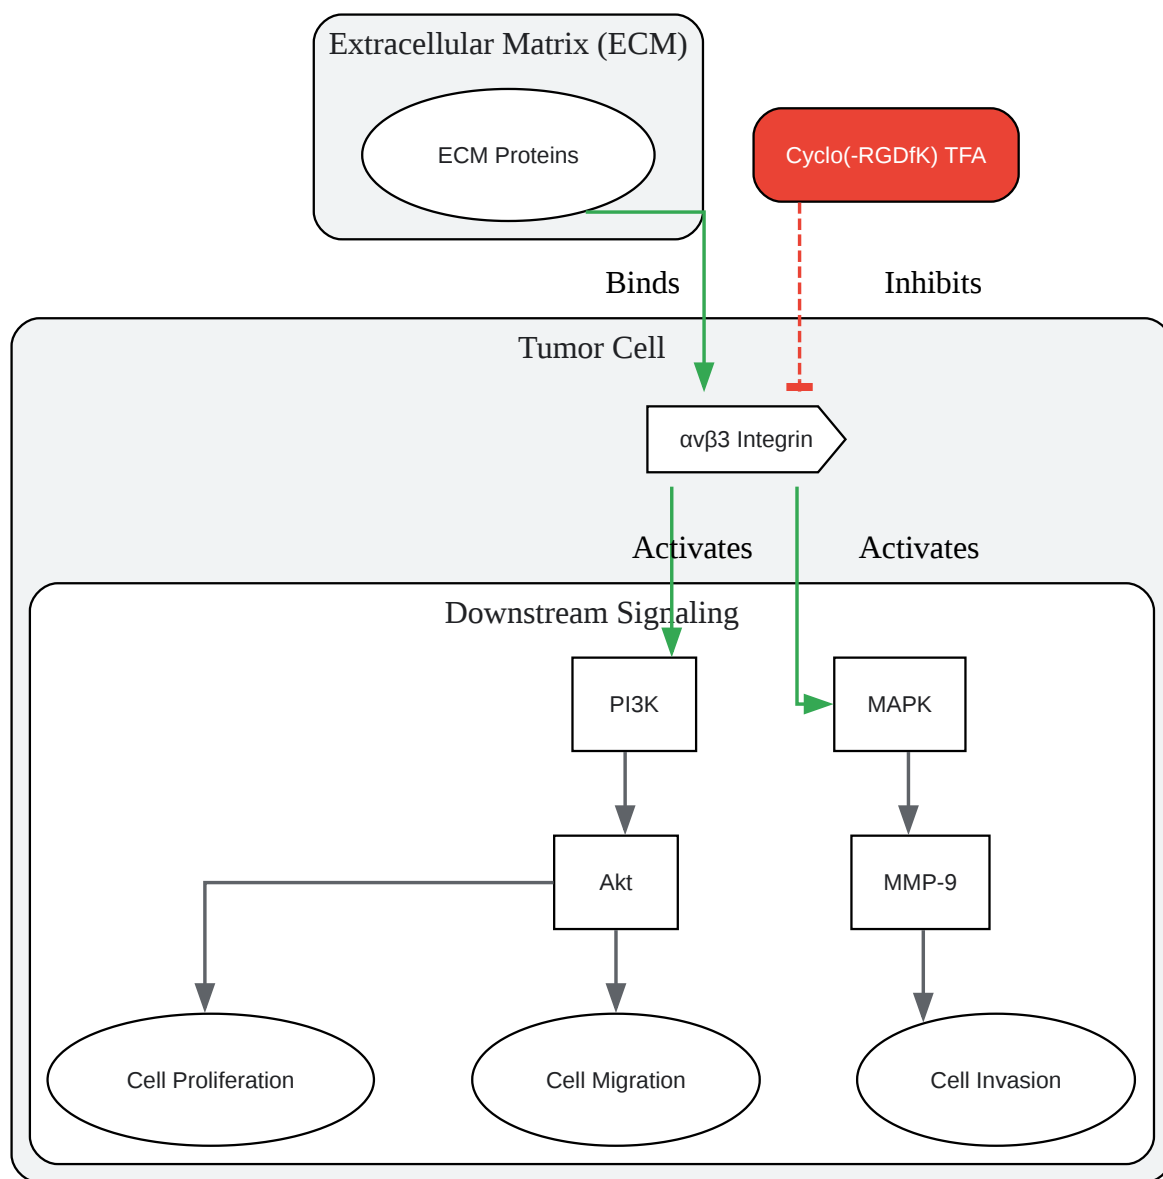 Extracellular Matrix (ECM)
ECM Proteins
Cyclo(-RGDfK) TFA
Binds
Inhibits
Tumor Cell
αvβ3 Integrin
Activates
Activates
Downstream Signaling
PI3K
MAPK
Akt
MMP-9
Cell Proliferation
Cell Migration
Cell Invasion